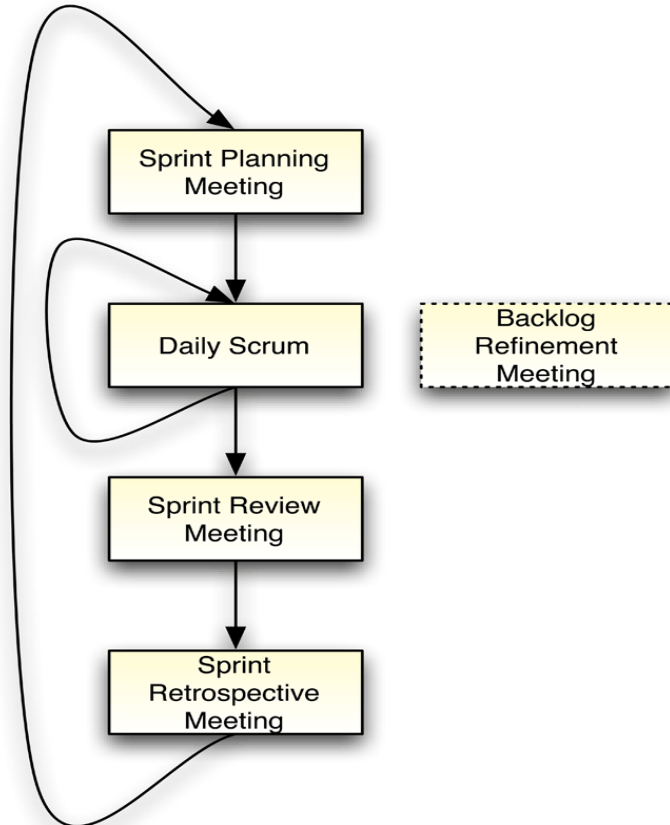 Sprint Planning
Meeting
Daily Scrum
Backlog
Refinement
Meeting
Sprint Review
Meeting
Sprint
Retrospective
Meeting